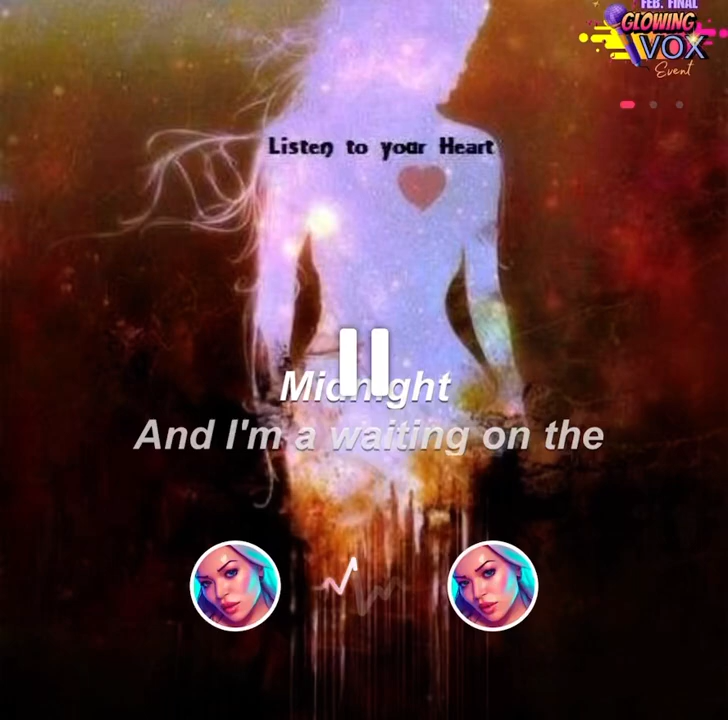 FEB. FINAL
GLOWING
VOX
Event
Listen to your Heart
Midnight
And I'm a waiting on the